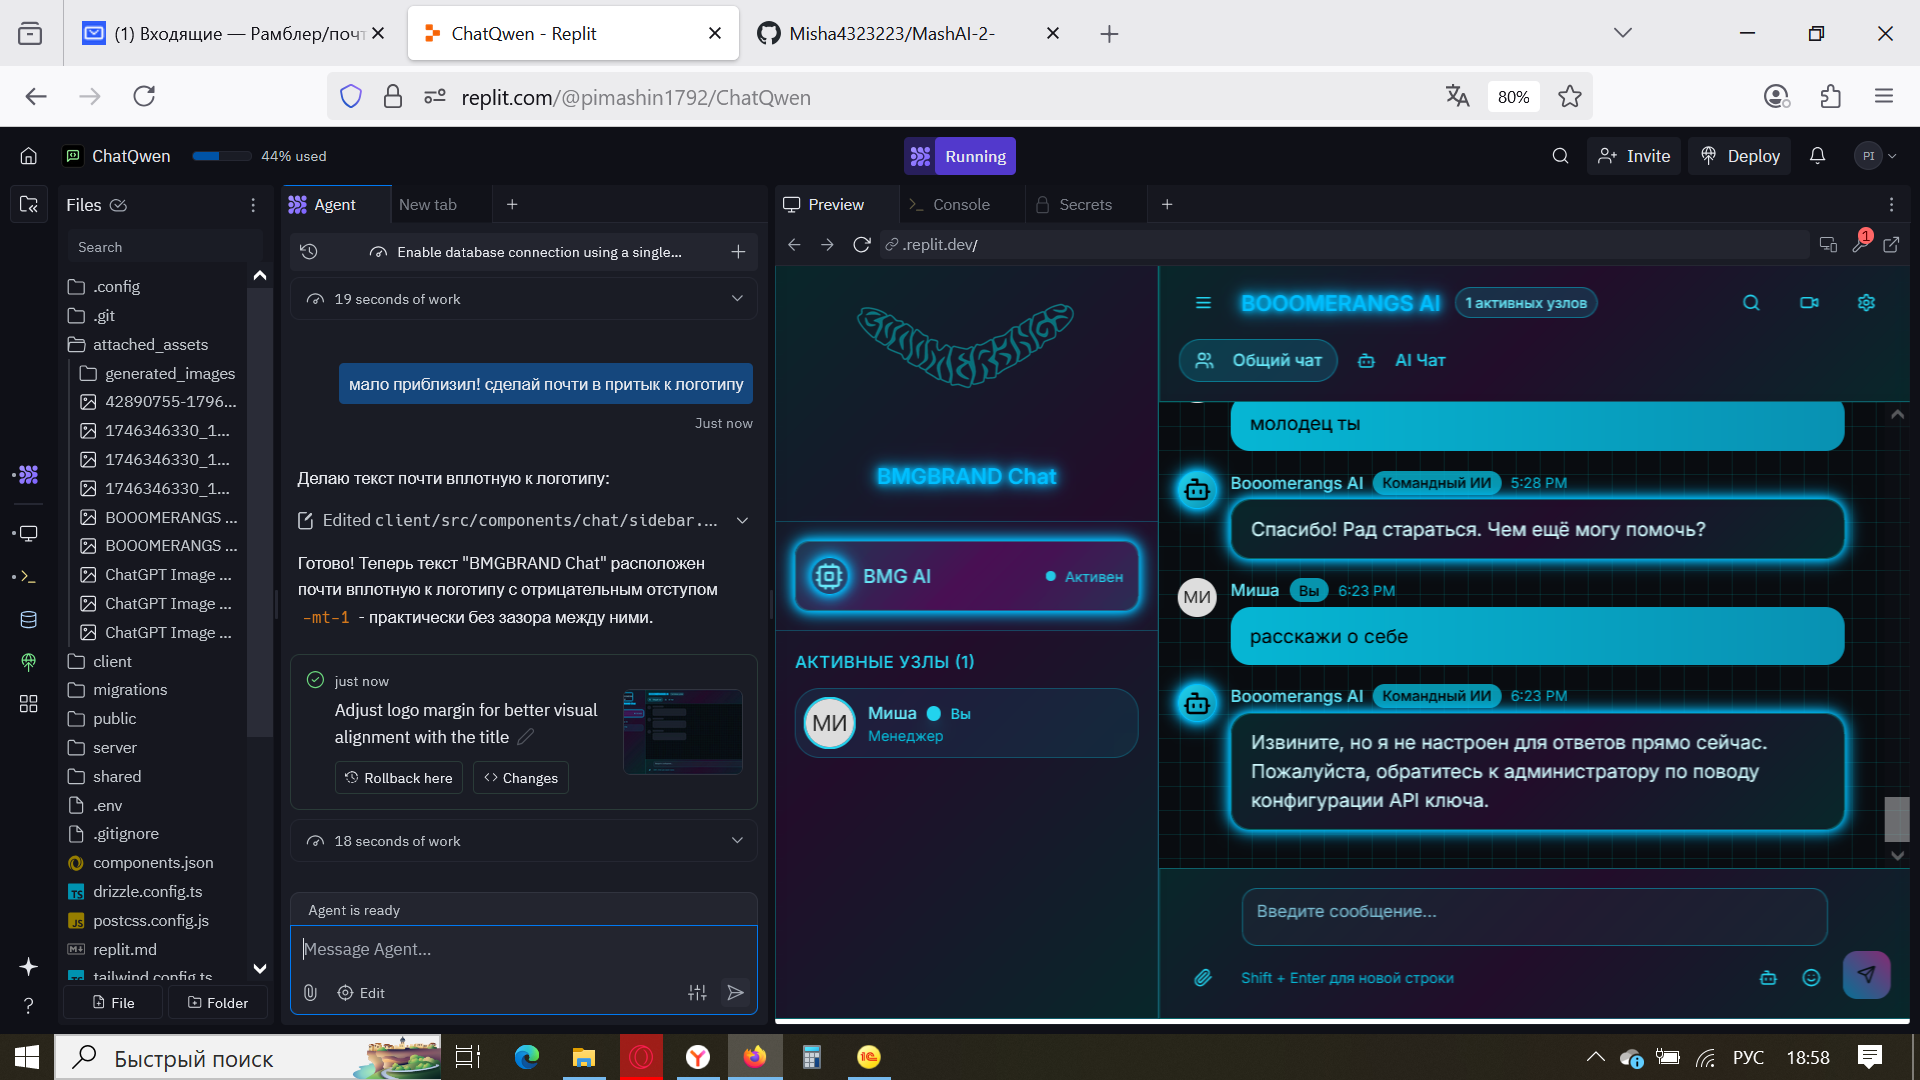 (1) Входящие — Рамблер/почт
ChatQwen - Replit
Misha4323223/MashAI-2-
replit.com/@pimashin1792/ChatQwen
80%
ChatQwen
44% used
Running
Invite
Deploy
PI
Files
Search
.config
.git
attached_assets
generated_images
42890755-1796...
1746346330_1...
1746346330_1...
1746346330_1...
BOOOMERANGS ...
BOOOMERANGS ...
ChatGPT Image ...
ChatGPT Image ...
ChatGPT Image ...
client
migrations
public
server
shared
.env
.gitignore
components.json
drizzle.config.ts
postcss.config.js
replit.md
tailwind.config.ts
File
Folder
Agent
New tab
Enable database connection using a single...
19 seconds of work
мало приблизил! сделай почти в притык к логотипу
Just now
Делаю текст почти вплотную к логотипу:
Edited client/src/components/chat/sidebar....
Готово! Теперь текст "BMGBRAND Chat" расположен
почти вплотную к логотипу с отрицательным отступом
-mt-1 - практически без зазора между ними.
just now
Adjust logo margin for better visual
alignment with the title
Rollback here
Changes
18 seconds of work
Agent is ready
Message Agent...
Edit
Preview
Console
Secrets
.replit.dev/
1
BOOOMERANGS
BMGBRAND Chat
BMG AI
Активен
АКТИВНЫЕ УЗЛЫ (1)
МИ
Миша
Вы
Менеджер
BOOOMERANGS AI
1 активных узлов
Общий чат
AI Чат
молодец ты
Booomerangs AI
Командный ИИ
5:28 PM
Спасибо! Рад стараться. Чем ещё могу помочь?
МИ
Миша
Вы
6:23 PM
расскажи о себе
Booomerangs AI
Командный ИИ
6:23 PM
Извините, но я не настроен для ответов прямо сейчас.
Пожалуйста, обратитесь к администратору по поводу
конфигурации API ключа.
Введите сообщение...
Shift + Enter для новой строки
Быстрый поиск
РУС
18:58